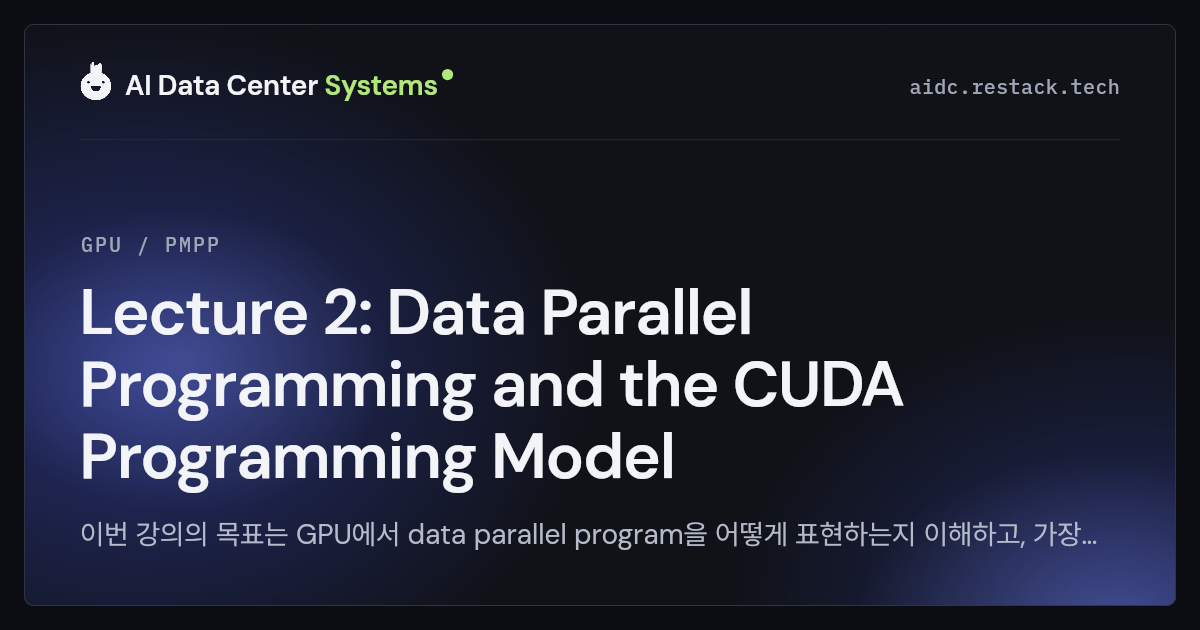 AI Data Center Systems
aidc.restack.tech
GPU / PMPP
Lecture 2: Data Parallel
Programming and the CUDA
Programming Model
이번 강의의 목표는 GPU에서 data parallel program을 어떻게 표현하는지 이해하고, 가장...